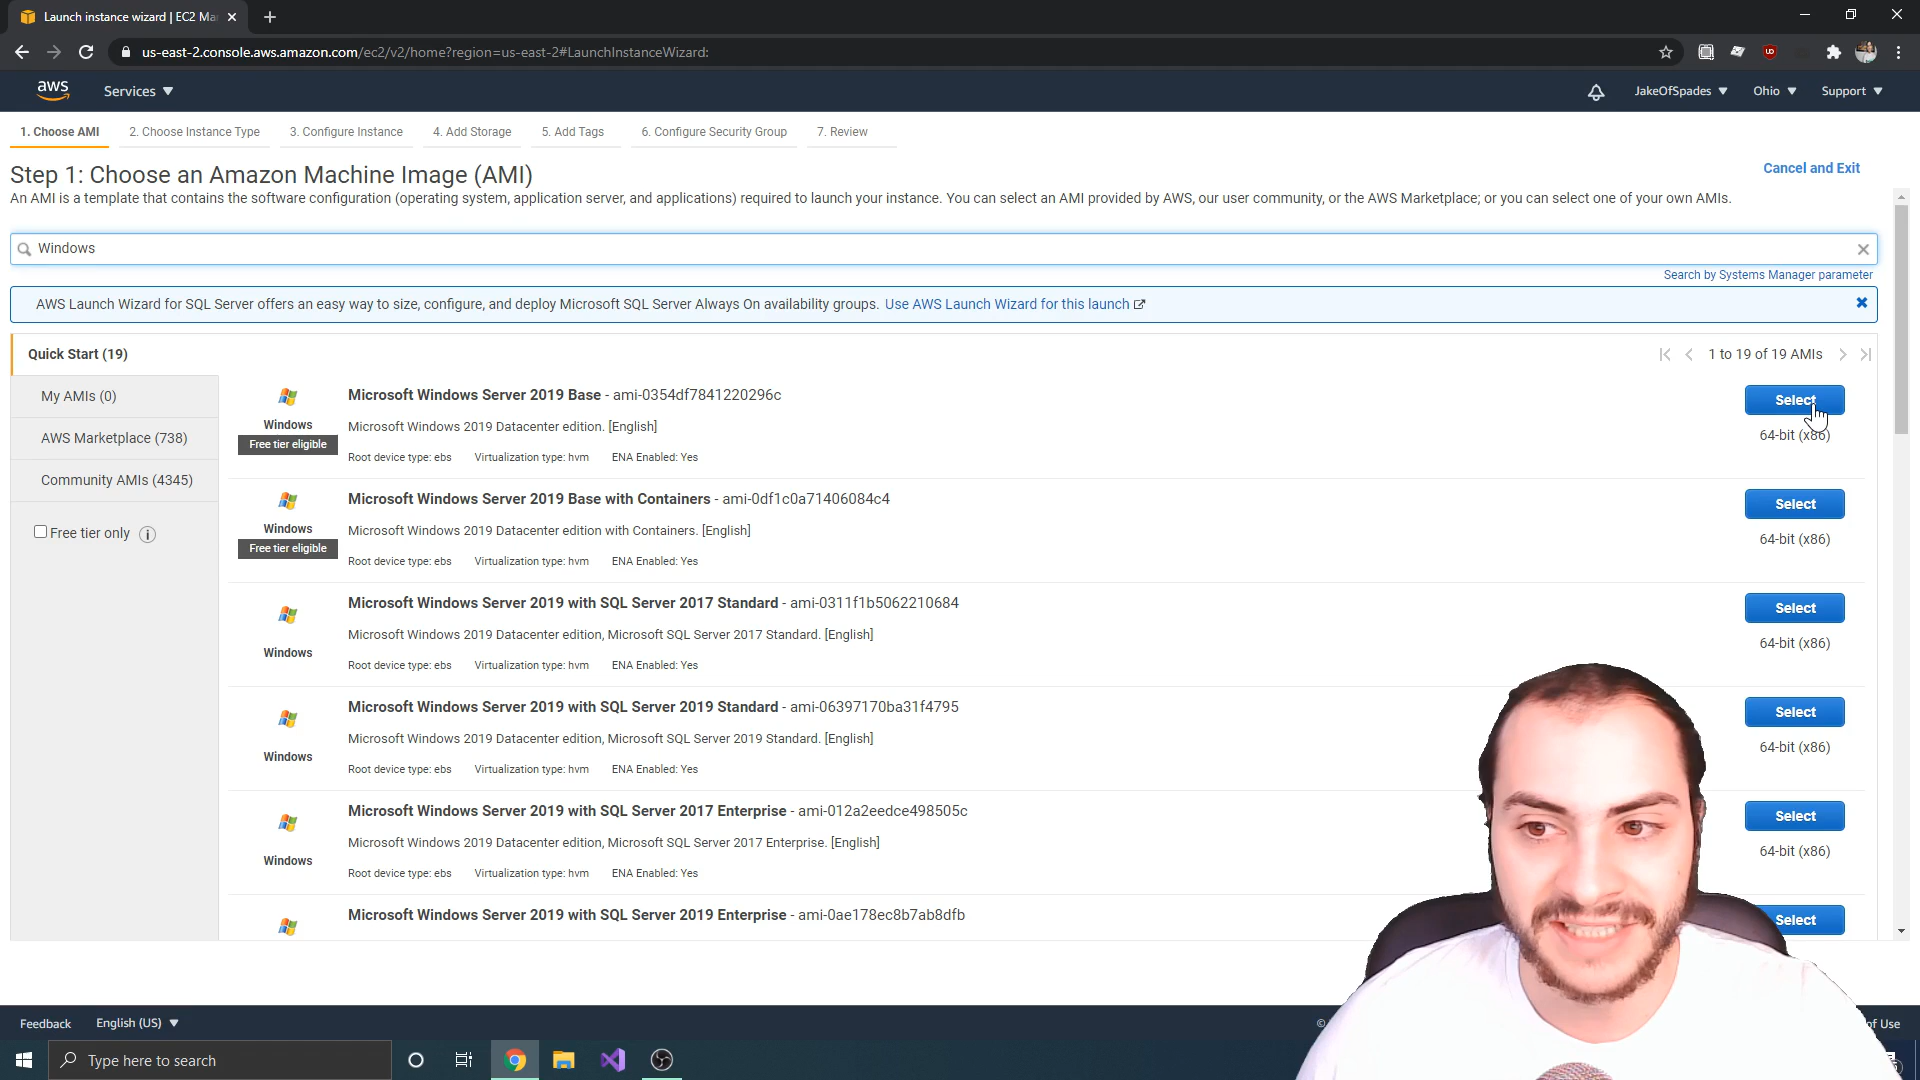 Launch instance wizard | EC2 Ma
us-east-2.console.aws.amazon.com/ec2/v2/home?region=us-east-2#LaunchInstanceWizard:
aws Services JakeOfSpades Ohio Support
1. Choose AMI 2. Choose Instance Type 3. Configure Instance 4. Add Storage 5. Add Tags 6. Configure Security Group 7. Review
Step 1: Choose an Amazon Machine Image (AMI) Cancel and Exit
An AMI is a template that contains the software configuration (operating system, application server, and applications) required to launch your instance. You can select an AMI provided by AWS, our user community, or the AWS Marketplace; or you can select one of your own AMIs.
Windows
Search by Systems Manager parameter
AWS Launch Wizard for SQL Server offers an easy way to size, configure, and deploy Microsoft SQL Server Always On availability groups. Use AWS Launch Wizard for this launch
Quick Start (19) 1 to 19 of 19 AMIs
My AMIs (0)
AWS Marketplace (738)
Community AMIs (4345)
Free tier only
Microsoft Windows Server 2019 Base - ami-0354df7841220296c Select
Windows
Free tier eligible
Microsoft Windows 2019 Datacenter edition. [English]
64-bit (x86)
Root device type: ebs Virtualization type: hvm ENA Enabled: Yes
Microsoft Windows Server 2019 Base with Containers - ami-0df1c0a71406084c4 Select
Windows
Free tier eligible
Microsoft Windows 2019 Datacenter edition with Containers. [English]
64-bit (x86)
Root device type: ebs Virtualization type: hvm ENA Enabled: Yes
Microsoft Windows Server 2019 with SQL Server 2017 Standard - ami-0311f1b5062210684 Select
Microsoft Windows 2019 Datacenter edition, Microsoft SQL Server 2017 Standard. [English]
64-bit (x86)
Windows
Root device type: ebs Virtualization type: hvm ENA Enabled: Yes
Microsoft Windows Server 2019 with SQL Server 2019 Standard - ami-06397170ba31f4795 Select
Microsoft Windows 2019 Datacenter edition, Microsoft SQL Server 2019 Standard. [English]
64-bit (x86)
Windows
Root device type: ebs Virtualization type: hvm ENA Enabled: Yes
Microsoft Windows Server 2019 with SQL Server 2017 Enterprise - ami-012a2eedce498505c Select
Microsoft Windows 2019 Datacenter edition, Microsoft SQL Server 2017 Enterprise. [English]
64-bit (x86)
Windows
Root device type: ebs Virtualization type: hvm ENA Enabled: Yes
Microsoft Windows Server 2019 with SQL Server 2019 Enterprise - ami-0ae178ec8b7ab8dfb Select
Feedback English (US) © of Use
Type here to search